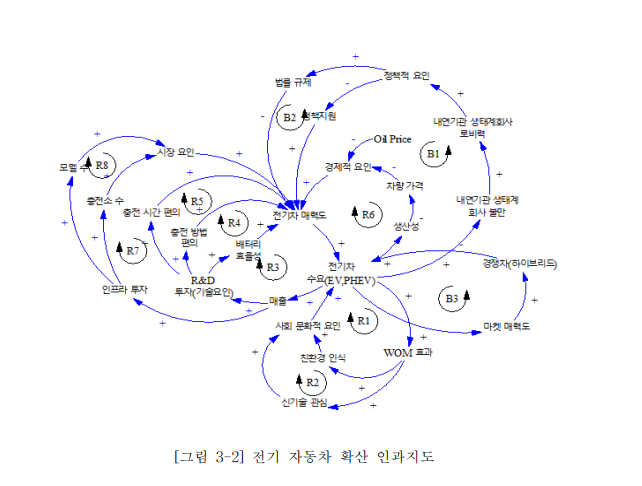 +
정책적 요인
법률 규제
-
+
-
B2
정책지원
내연기관 생태계회사
로비력
-
Oil Price
+
시장 요인
+
-
B1
경제적 요인
-
모델 수
R8
+
+
차량 가격
+
+
내연기관 생태계
회사 불만
충전소 수
R5
충전 시간 편의
전기차 매력도
R6
R4
생산성
-
+
+
충전 방법
편의
배터리
효율성
+
R7
+
+
R3
전기차
수요(EV,PHEV)
+
+
경쟁차(하이브리드)
R&D
투자(기술요인)
인프라 투자
매출
+
+
B3
+
+
사회 문화적 요인
R1
마켓 매력도
+
+
+
친환경 인식
WOM 효과
R2
+
신기술 관심
+
[그림 3-2] 전기 자동차 확산 인과지도